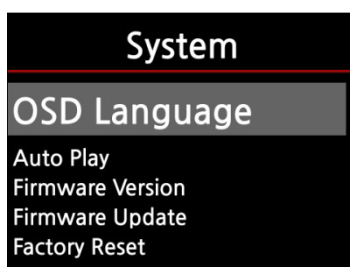 System
OSD Language
Auto Play
Firmware Version
Firmware Update
Factory Reset